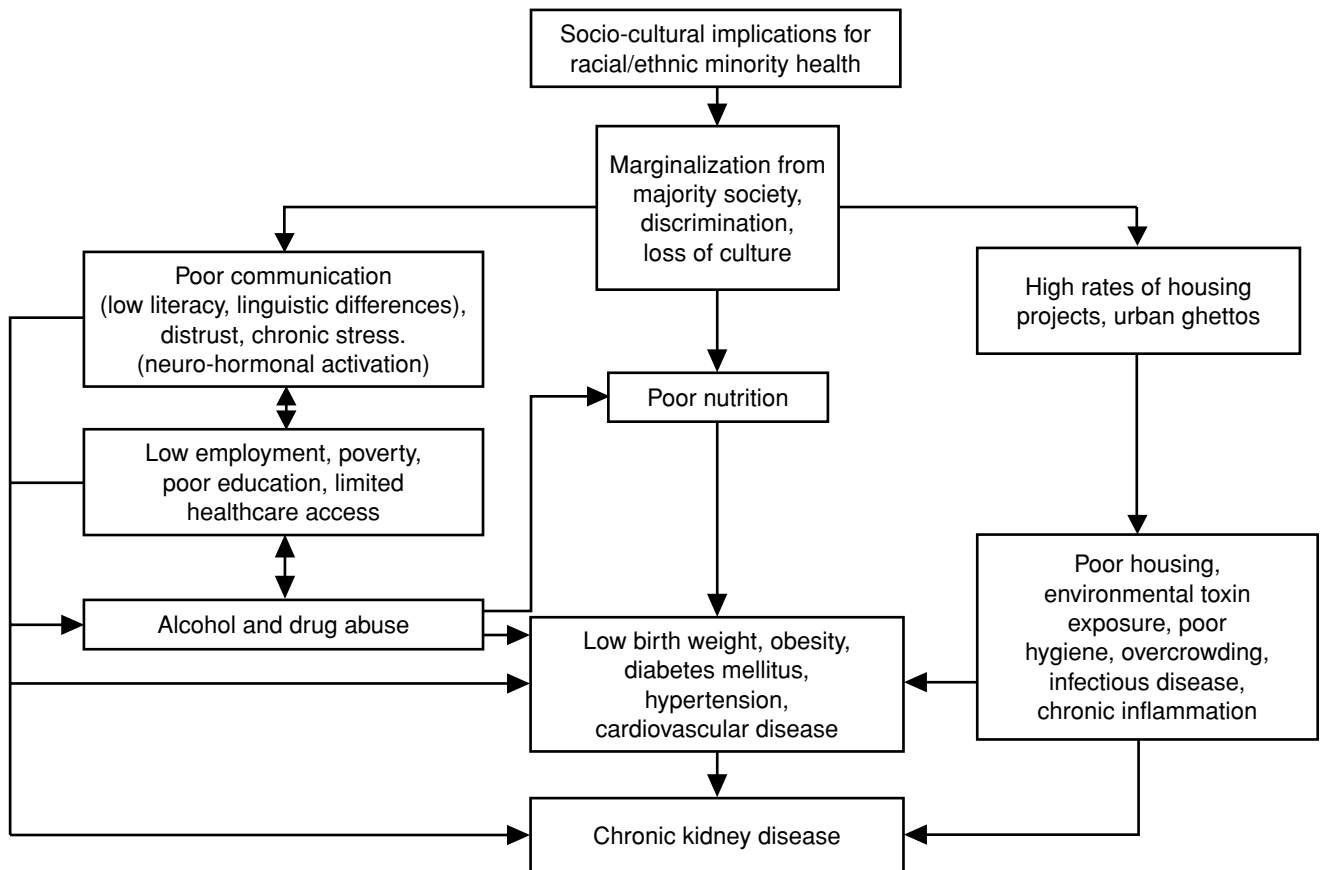 Socio-cultural implications for
racial/ethnic minority health
Marginalization from
majority society,
discrimination,
loss of culture
Poor communication
(low literacy, linguistic differences),
distrust, chronic stress.
(neuro-hormonal activation)
High rates of housing
projects, urban ghettos
Poor nutrition
Low employment, poverty,
poor education, limited
healthcare access
Alcohol and drug abuse
Low birth weight, obesity,
diabetes mellitus,
hypertension,
cardiovascular disease
Poor housing,
environmental toxin
exposure, poor
hygiene, overcrowding,
infectious disease,
chronic inflammation
Chronic kidney disease